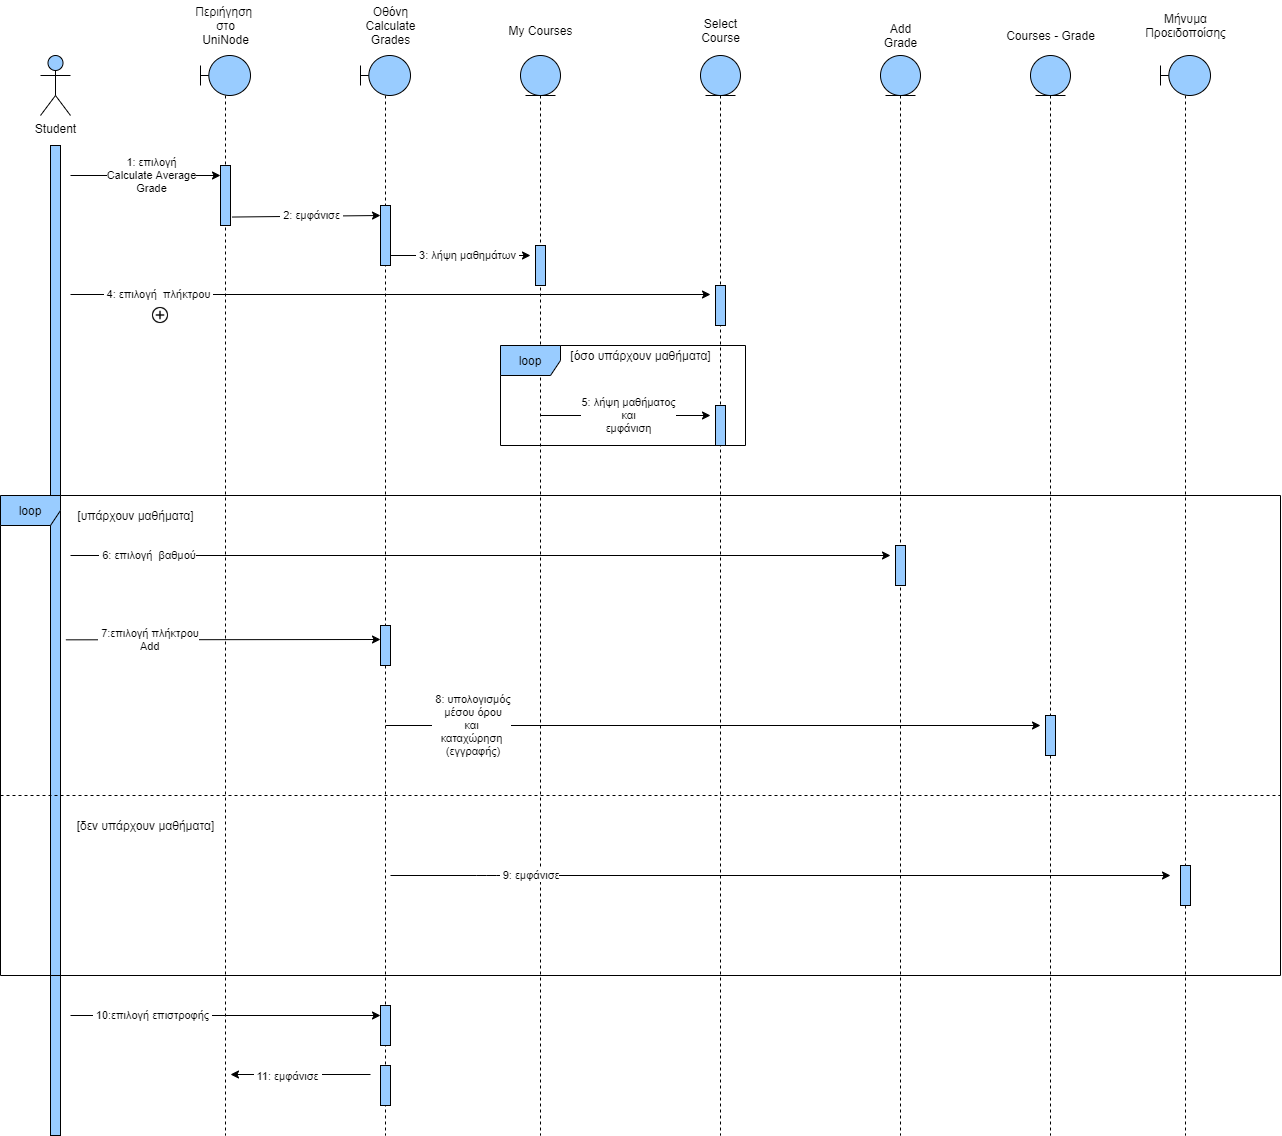 Περιήγηση
στο
UniNode
Οθόνη
Calculate
Grades
My Courses
Select
Course
Add
Grade
Courses - Grade
Μήνυμα
Προειδοποίσης
Student
1: επιλογή
Calculate Average
Grade
2: εμφάνισε
3: λήψη μαθημάτων
4: επιλογή πλήκτρου
loop
[όσο υπάρχουν μαθήματα]
5: λήψη μαθήματος
και
εμφάνιση
loop
[υπάρχουν μαθήματα]
6: επιλογή βαθμού
7:επιλογή πλήκτρου
Add
8: υπολογισμός
μέσου όρου
και
καταχώρηση
(εγγραφής)
[δεν υπάρχουν μαθήματα]
9: εμφάνισε
10:επιλογή επιστροφής
11: εμφάνισε